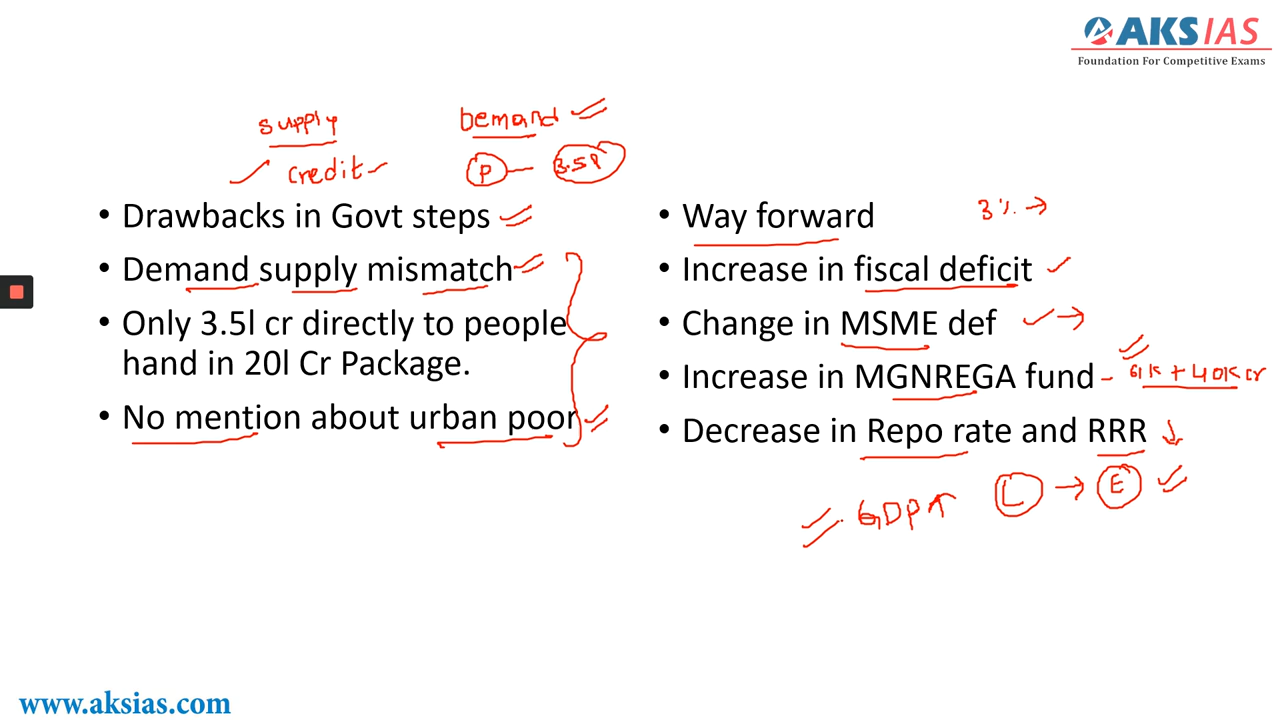 AKS IAS
Foundation For Competitive Exams
supply
Demand
credit
P
3.5P
• Drawbacks in Govt steps
• Demand supply mismatch
• Only 3.5l cr directly to people
hand in 20l Cr Package.
• No mention about urban poor
• Way forward
3% →
• Increase in fiscal deficit
• Change in MSME def
• Increase in MGNREGA fund
61K + 40K cr
• Decrease in Repo rate and RRR ↓
L → E
GDP↑
www.aksias.com